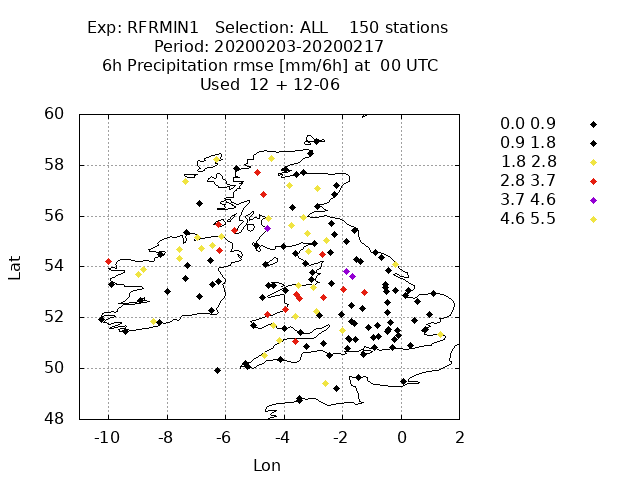 Exp: RFRMIN1 Selection: ALL 150 stations
Period: 20200203-20200217
6h Precipitation rmse [mm/6h] at 00 UTC
Used 12 + 12-06
60
58
56
54
52
50
48
Lat
-10 -8 -6 -4 -2 0 2
Lon
0.0 0.9
0.9 1.8
1.8 2.8
2.8 3.7
3.7 4.6
4.6 5.5